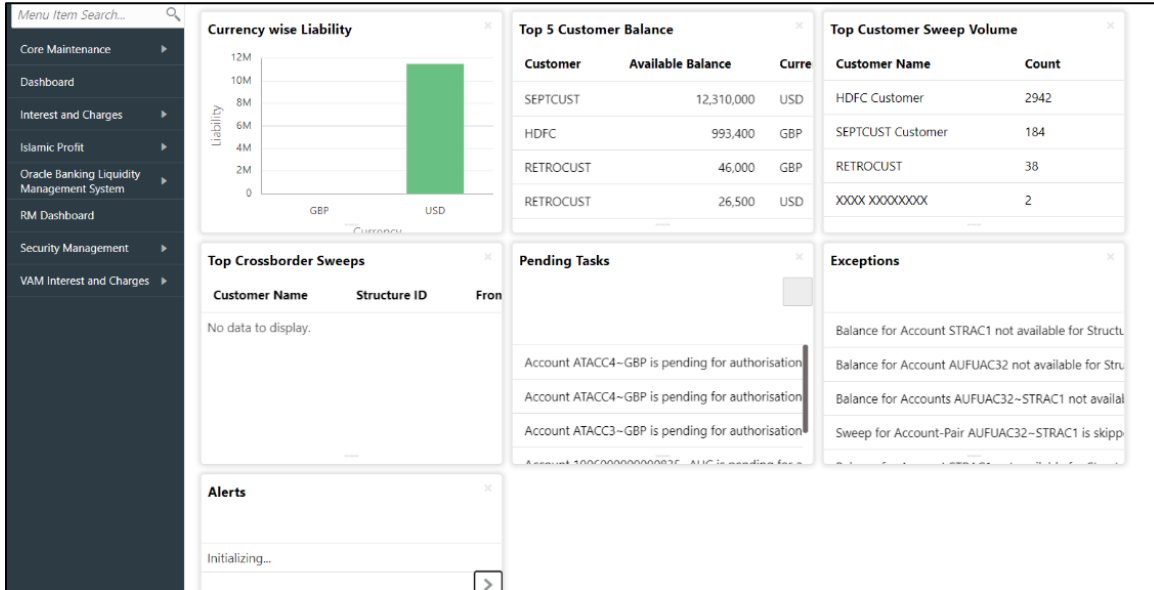 Menu Item Search...
Core Maintenance
Dashboard
Interest and Charges
Islamic Profit
Oracle Banking Liquidity
Management System
RM Dashboard
Security Management
VAM Interest and Charges
Currency wise Liability
12M
10M
8M
6M
4M
2M
0
Liability
GBP USD
Currency
Top 5 Customer Balance
Customer Available Balance Curre
SEPTCUST 12,310,000 USD
HDFC 993,400 GBP
RETROCUST 46,000 GBP
RETROCUST 26,500 USD
Top Customer Sweep Volume
Customer Name Count
HDFC Customer 2942
SEPTCUST Customer 184
RETROCUST 38
XXXX XXXXXXXX 2
Top Crossborder Sweeps
Customer Name Structure ID Fron
No data to display.
Pending Tasks
Account ATACC4~GBP is pending for authorisation
Account ATACC4~GBP is pending for authorisation
Account ATACC3~GBP is pending for authorisation
Exceptions
Balance for Account STRAC1 not available for Structu
Balance for Account AUFUAC32 not available for Stru
Balance for Accounts AUFUAC32~STRAC1 not availal
Sweep for Account-Pair AUFUAC32~STRAC1 is skipp
Alerts
Initializing...